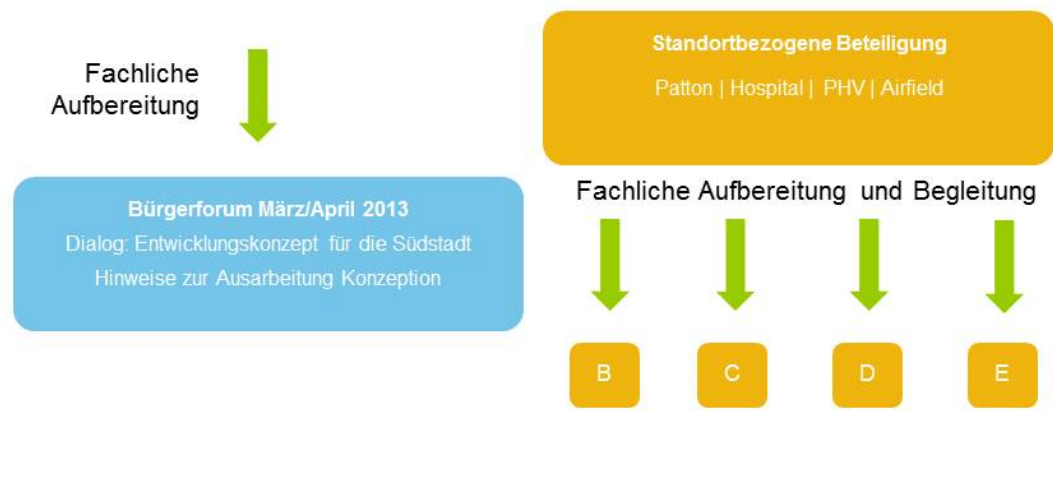 Fachliche
Aufbereitung
Bürgerforum März/April 2013
Dialog: Entwicklungskonzept für die Südstadt
Hinweise zur Ausarbeitung Konzeption
Standortbezogene Beteiligung
Patton | Hospital | PHV | Airfield
Fachliche Aufbereitung und Begleitung
B C D E